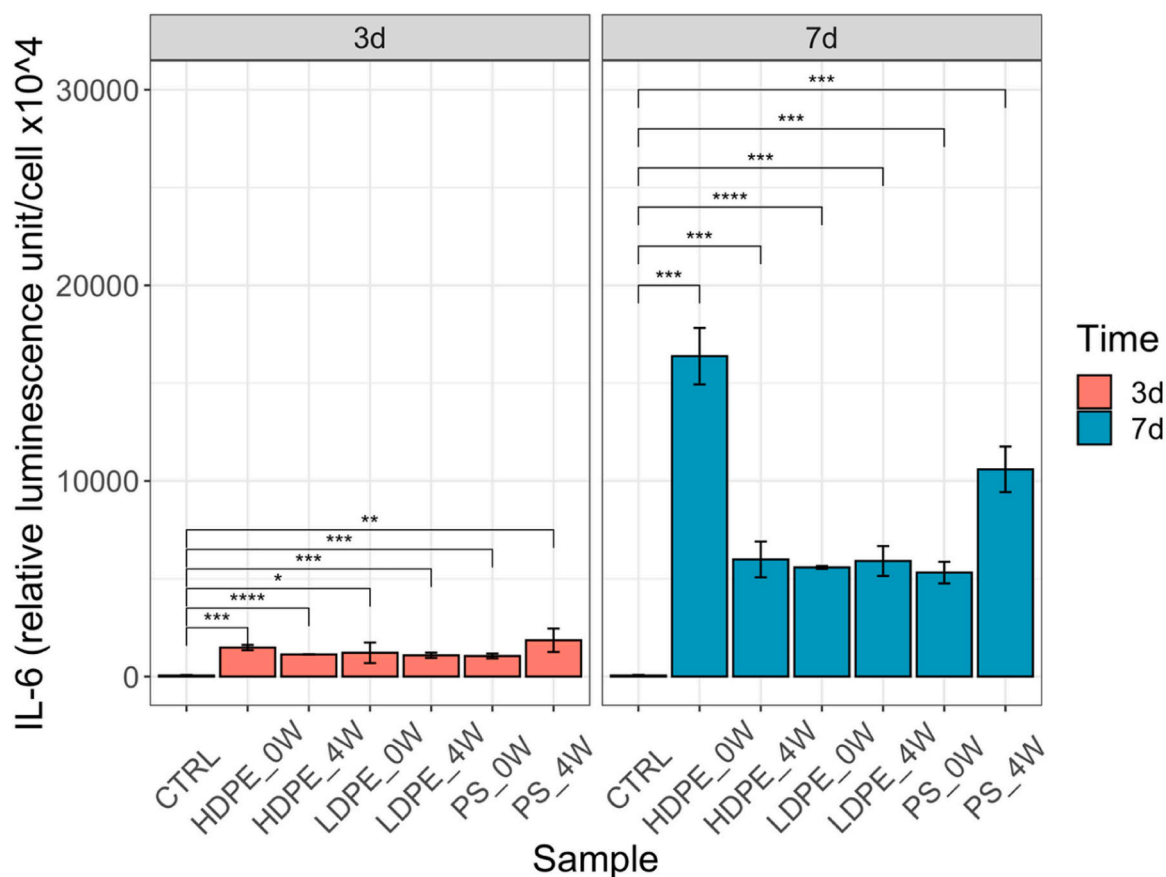 IL-6 (relative luminescence unit/cell x10^4
3d
7d
30000
20000
10000
0
**
***
***
*
****
***
***
***
***
****
***
***
CTRL
HDPE_0W
HDPE_4W
LDPE_0W
LDPE_4W
PS_0W
PS_4W
CTRL
HDPE_0W
HDPE_4W
LDPE_0W
LDPE_4W
PS_0W
PS_4W
Sample
Time
3d
7d